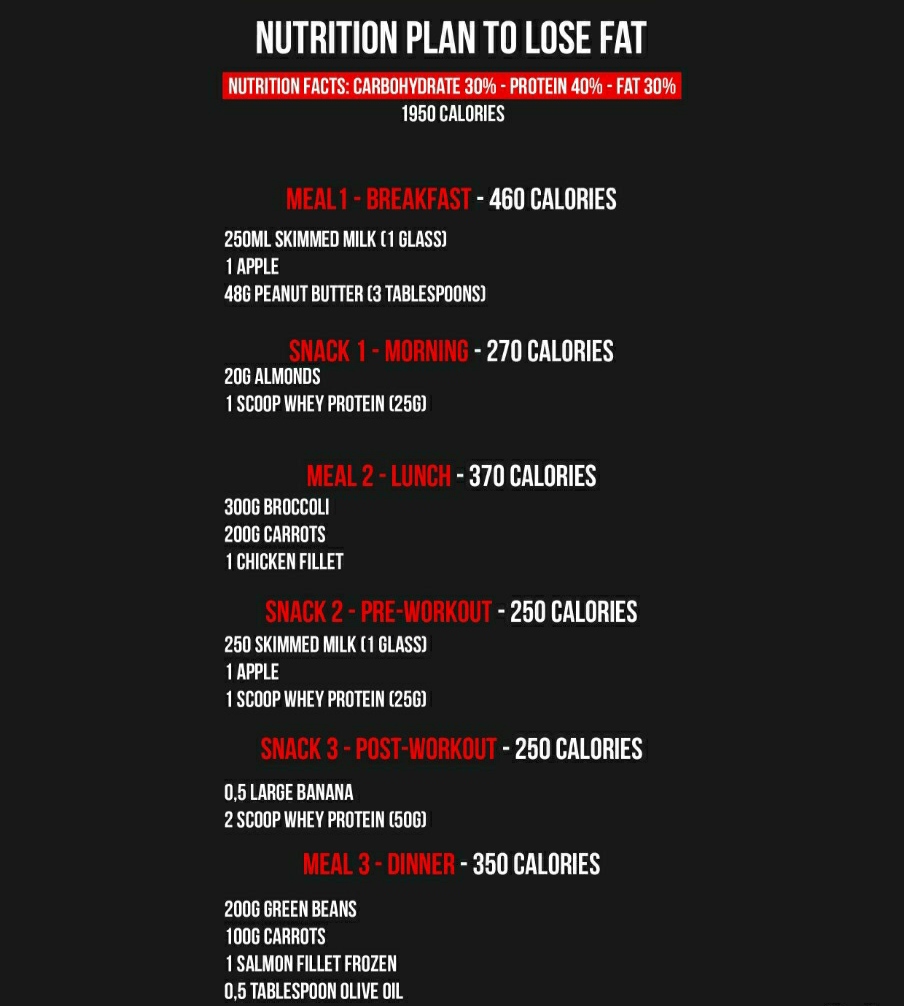 NUTRITION PLAN TO LOSE FAT
NUTRITION FACTS: CARBOHYDRATE 30% - PROTEIN 40% - FAT 30%
1950 CALORIES
MEAL 1 - BREAKFAST - 460 CALORIES
250ML SKIMMED MILK (1 GLASS)
1 APPLE
48G PEANUT BUTTER (3 TABLESPOONS)
SNACK 1 - MORNING - 270 CALORIES
20G ALMONDS
1 SCOOP WHEY PROTEIN (25G)
MEAL 2 - LUNCH - 370 CALORIES
300G BROCCOLI
200G CARROTS
1 CHICKEN FILLET
SNACK 2 - PRE-WORKOUT - 250 CALORIES
250 SKIMMED MILK (1 GLASS)
1 APPLE
1 SCOOP WHEY PROTEIN (25G)
SNACK 3 - POST-WORKOUT - 250 CALORIES
0,5 LARGE BANANA
2 SCOOP WHEY PROTEIN (50G)
MEAL 3 - DINNER - 350 CALORIES
200G GREEN BEANS
100G CARROTS
1 SALMON FILLET FROZEN
0,5 TABLESPOON OLIVE OIL